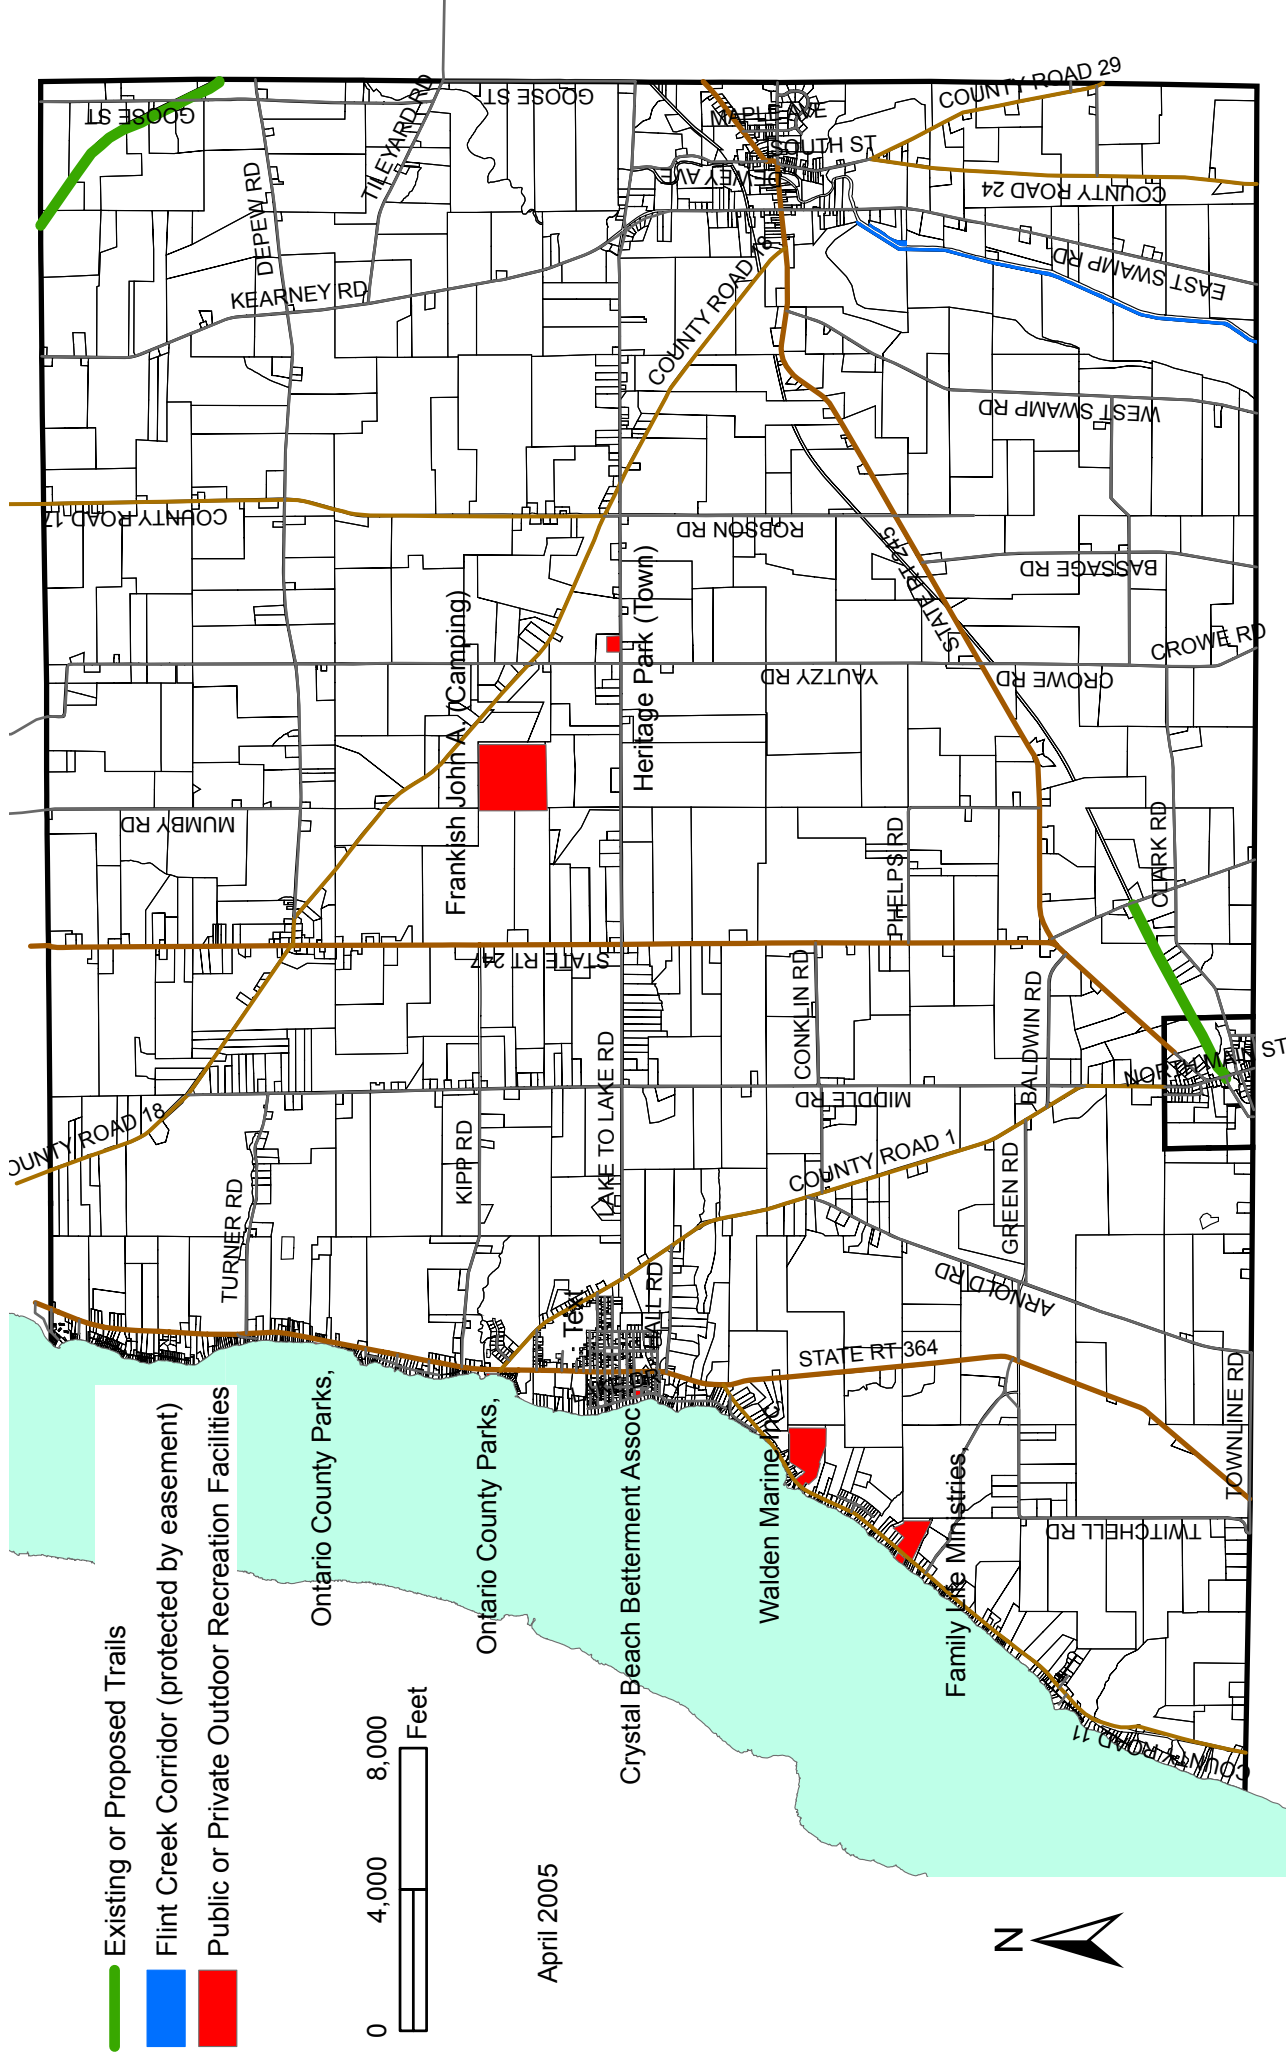 GOOSE ST
TILEYARD RD
GOOSE ST
COUNTY ROAD 29
MAPLE AVE
SOUTH ST
DEWEY AVE
COUNTY ROAD 24
DEPEW RD
KEARNEY RD
COUNTY ROAD 18
EAST SWAMP RD
WEST SWAMP RD
COUNTY ROAD 17
ROBSON RD
STATE RT 245
BASSAGE RD
CROWE RD
CROWE RD
YAUTZY RD
Frankish John A. (Camping)
Heritage Park (Town)
MUMBY RD
PHELPS RD
CLARK RD
STATE RT 247
CONKLIN RD
BALDWIN RD
NORTH MAIN ST
LAKE TO LAKE RD
MIDDLE RD
OUNTY ROAD 18
KIPP RD
COUNTY ROAD 1
GREEN RD
TURNER RD
ARNOLD RD
BALL RD
STATE RT 364
TOWNLINE RD
TWITCHELL RD
COUNTY ROAD 11
Ontario County Parks,
Ontario County Parks,
Crystal Beach Betterment Assoc
Walden Marine Inc.
Family Life Ministries,
Existing or Proposed Trails
Flint Creek Corridor (protected by easement)
Public or Private Outdoor Recreation Facilities
0 4,000 8,000
Feet
April 2005
N